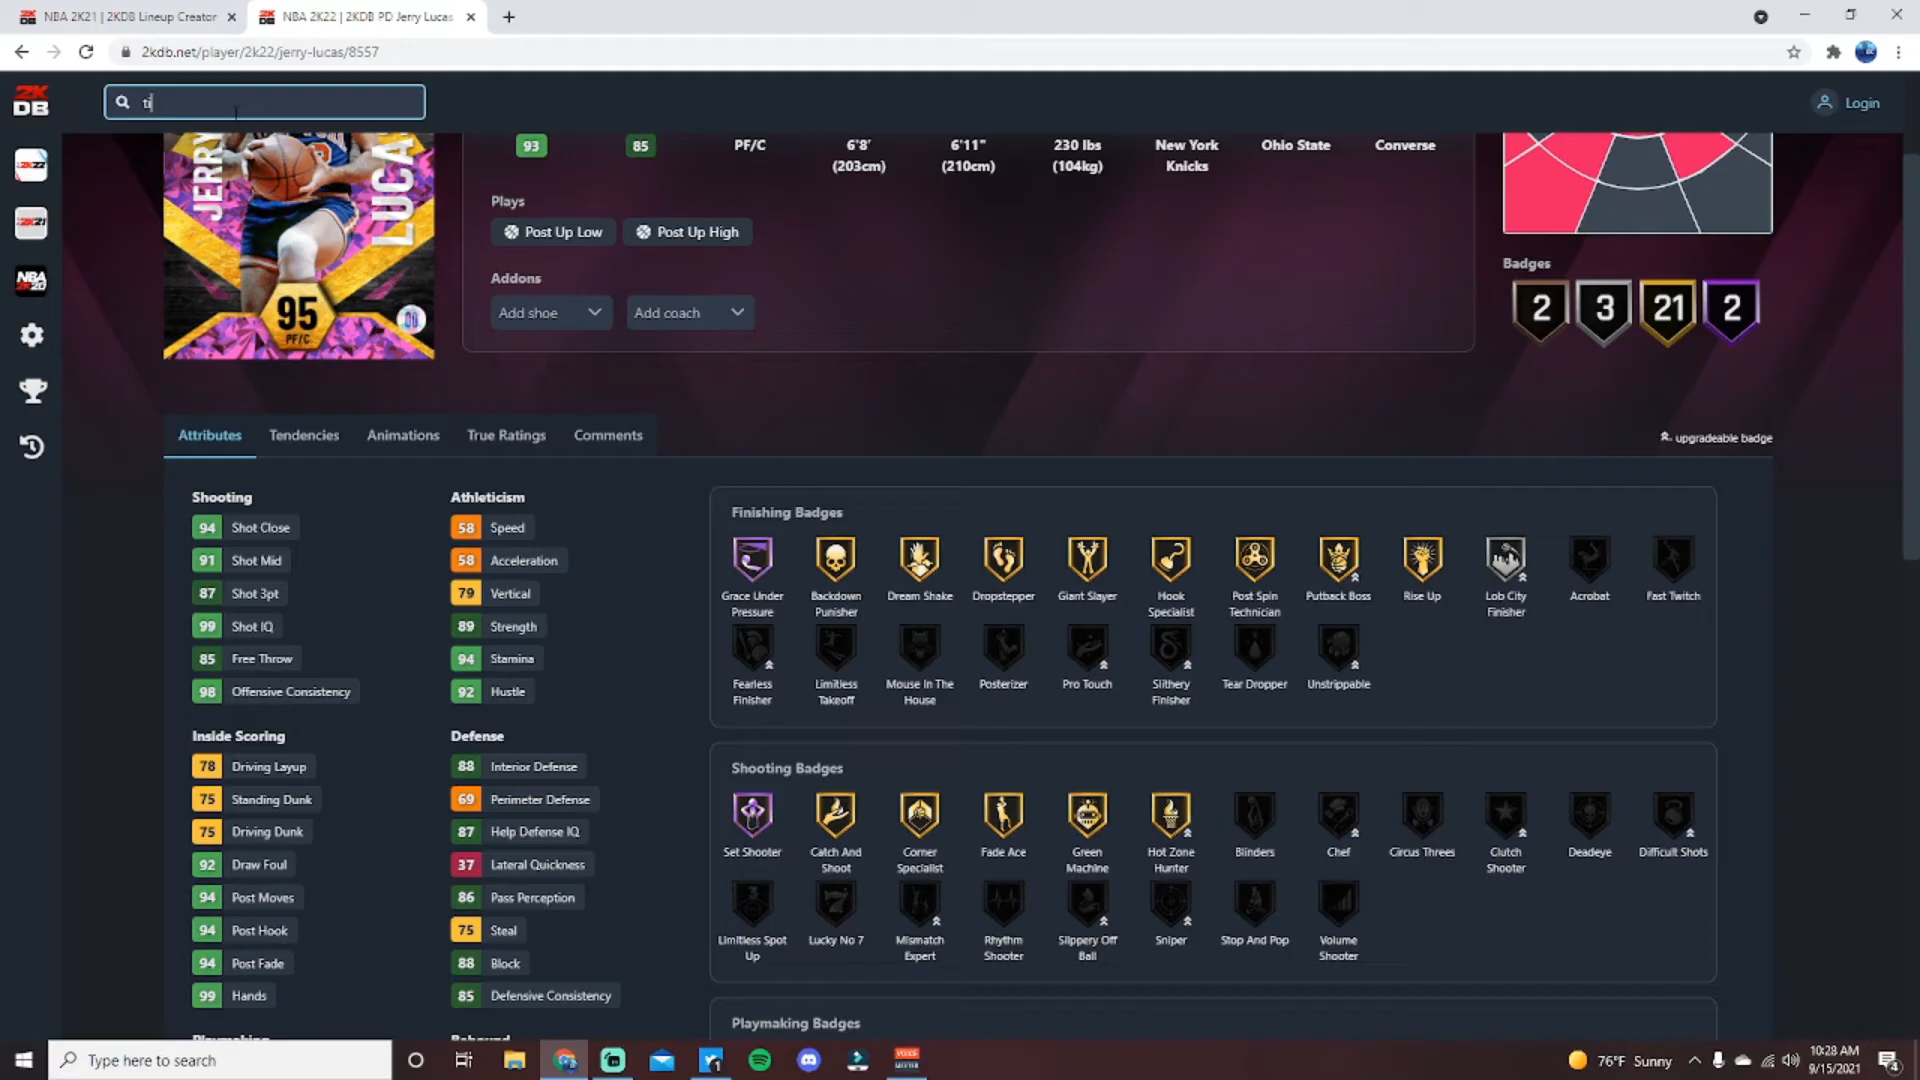 NBA 2K21 | 2KDB Lineup Creator
NBA 2K22 | 2KDB PD Jerry Lucas
2kdb.net/player/2k22/jerry-lucas/8557
2K
DB
ti
Login
2K22
2K21
NBA
2K20
JERRY
LUCA
95
PF/C
93
85
PF/C
6'8'
(203cm)
6'11"
(210cm)
230 lbs
(104kg)
New York
Knicks
Ohio State
Converse
Plays
Post Up Low
Post Up High
Addons
Add shoe
Add coach
Badges
2
3
21
2
Attributes
Tendencies
Animations
True Ratings
Comments
upgradeable badge
Shooting
94 Shot Close
91 Shot Mid
87 Shot 3pt
99 Shot IQ
85 Free Throw
98 Offensive Consistency
Athleticism
58 Speed
58 Acceleration
79 Vertical
89 Strength
94 Stamina
92 Hustle
Inside Scoring
78 Driving Layup
75 Standing Dunk
75 Driving Dunk
92 Draw Foul
94 Post Moves
94 Post Hook
94 Post Fade
99 Hands
Defense
88 Interior Defense
69 Perimeter Defense
87 Help Defense IQ
37 Lateral Quickness
86 Pass Perception
75 Steal
88 Block
85 Defensive Consistency
Playmaking
Rebound
Finishing Badges
Grace Under
Pressure
Backdown
Punisher
Dream Shake
Dropstepper
Giant Slayer
Hook
Specialist
Post Spin
Technician
Putback Boss
Rise Up
Lob City
Finisher
Acrobat
Fast Twitch
Fearless
Finisher
Limitless
Takeoff
Mouse In The
House
Posterizer
Pro Touch
Slithery
Finisher
Tear Dropper
Unstrippable
Shooting Badges
Set Shooter
Catch And
Shoot
Corner
Specialist
Fade Ace
Green
Machine
Hot Zone
Hunter
Blinders
Chef
Circus Threes
Clutch
Shooter
Deadeye
Difficult Shots
Limitless Spot
Up
Lucky No 7
Mismatch
Expert
Rhythm
Shooter
Slippery Off
Ball
Sniper
Stop And Pop
Volume
Shooter
Playmaking Badges
Type here to search
76°F Sunny
10:28 AM
9/15/2021
4